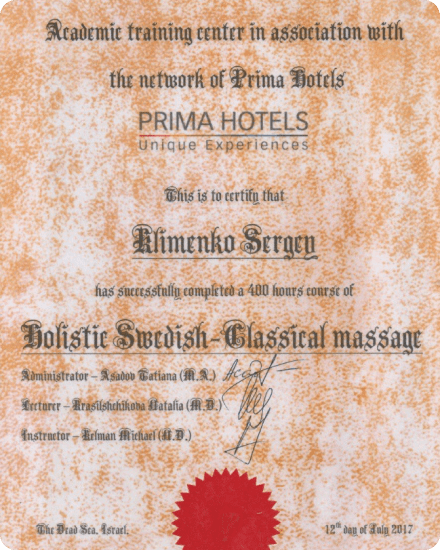 Academic training center in association with
the network of Prima Hotels
PRIMA HOTELS
Unique Experiences
This is to certify that
Klimenko Sergey
has successfully completed a 400 hours course of
Holistic Swedish-Classical massage
Administrator – Asadov Tatiana (M.A.)
Lecturer – Krasilshchikova Natalia (M.D.)
Instructor – Kelman Michael (N.D.)
The Dead Sea, Israel, 12th day of July 2017